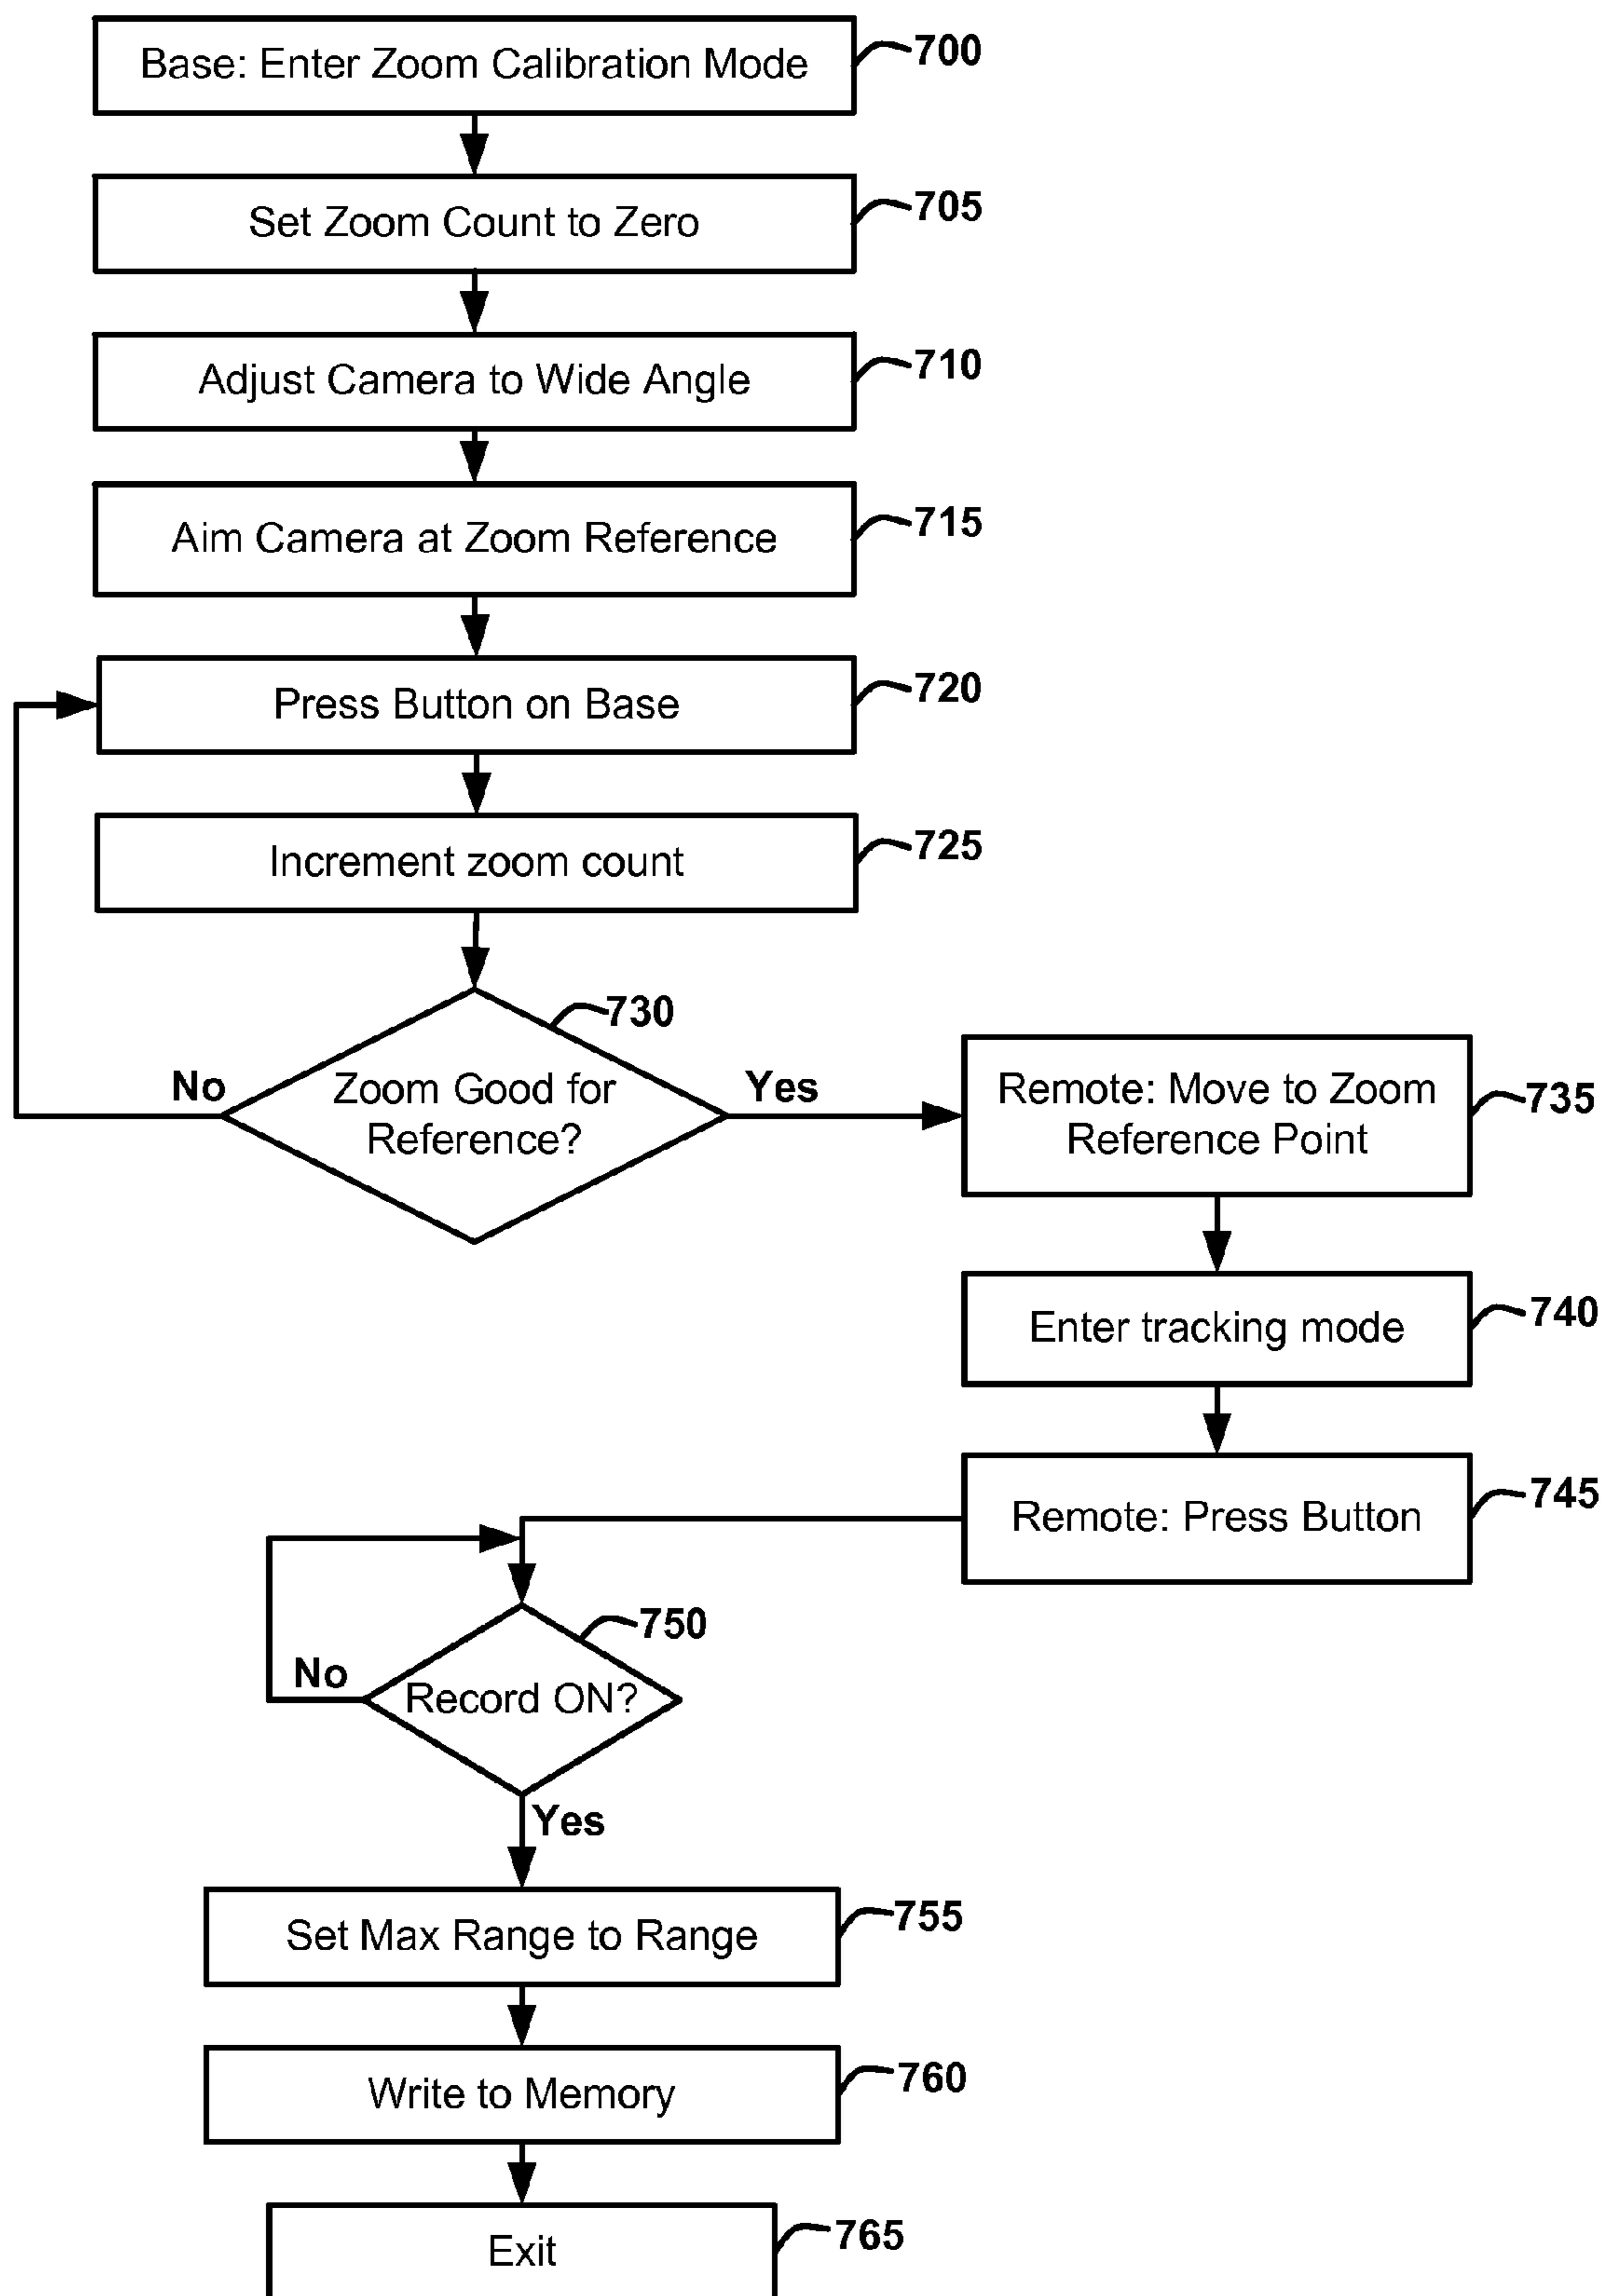 Base: Enter Zoom Calibration Mode
700
Set Zoom Count to Zero
705
Adjust Camera to Wide Angle
710
Aim Camera at Zoom Reference
715
Press Button on Base
720
Increment zoom count
725
730
Zoom Good for
Reference?
No
Yes
Remote: Move to Zoom
Reference Point
735
Enter tracking mode
740
Remote: Press Button
745
750
Record ON?
No
Yes
Set Max Range to Range
755
Write to Memory
760
Exit
765